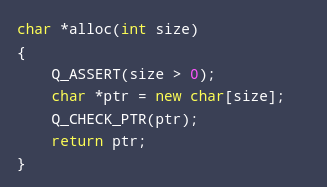 char *alloc(int size)
{
    Q_ASSERT(size > 0);
    char *ptr = new char[size];
    Q_CHECK_PTR(ptr);
    return ptr;
}